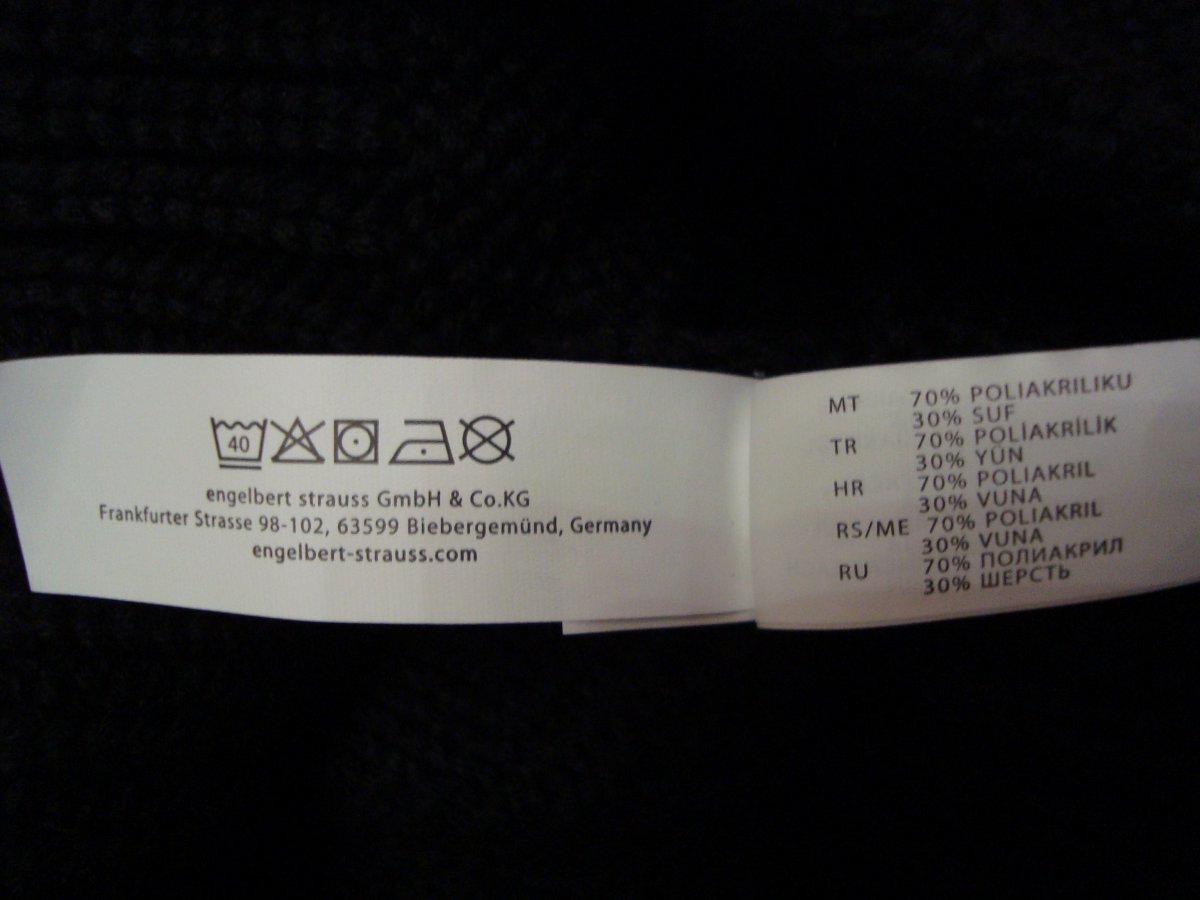 40
engelbert strauss GmbH & Co.KG
Frankfurter Strasse 98-102, 63599 Biebergemünd, Germany
engelbert-strauss.com
MT 70% POLIAKRILIKU
30% SUF
TR 70% POLİAKRİLİK
30% YÜN
HR 70% POLIAKRIL
30% VUNA
RS/ME 70% POLIAKRIL
30% VUNA
RU 70% ПОЛИАКРИЛ
30% ШЕРСТЬ